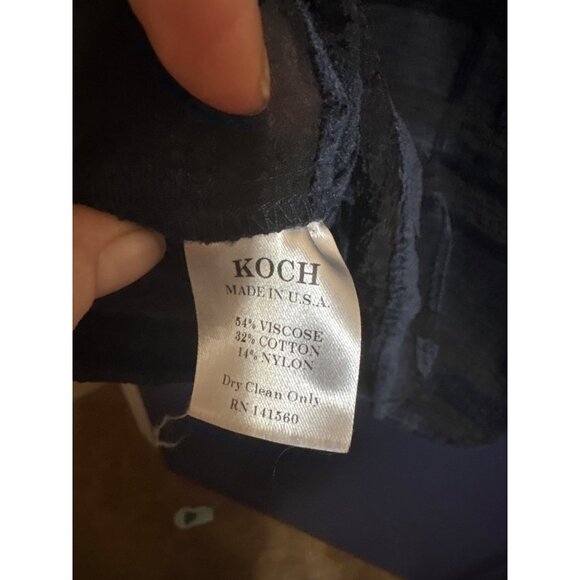 KOCH
MADE IN U.S.A.
54% VISCOSE
32% COTTON
14% NYLON
Dry Clean Only
RN 141560